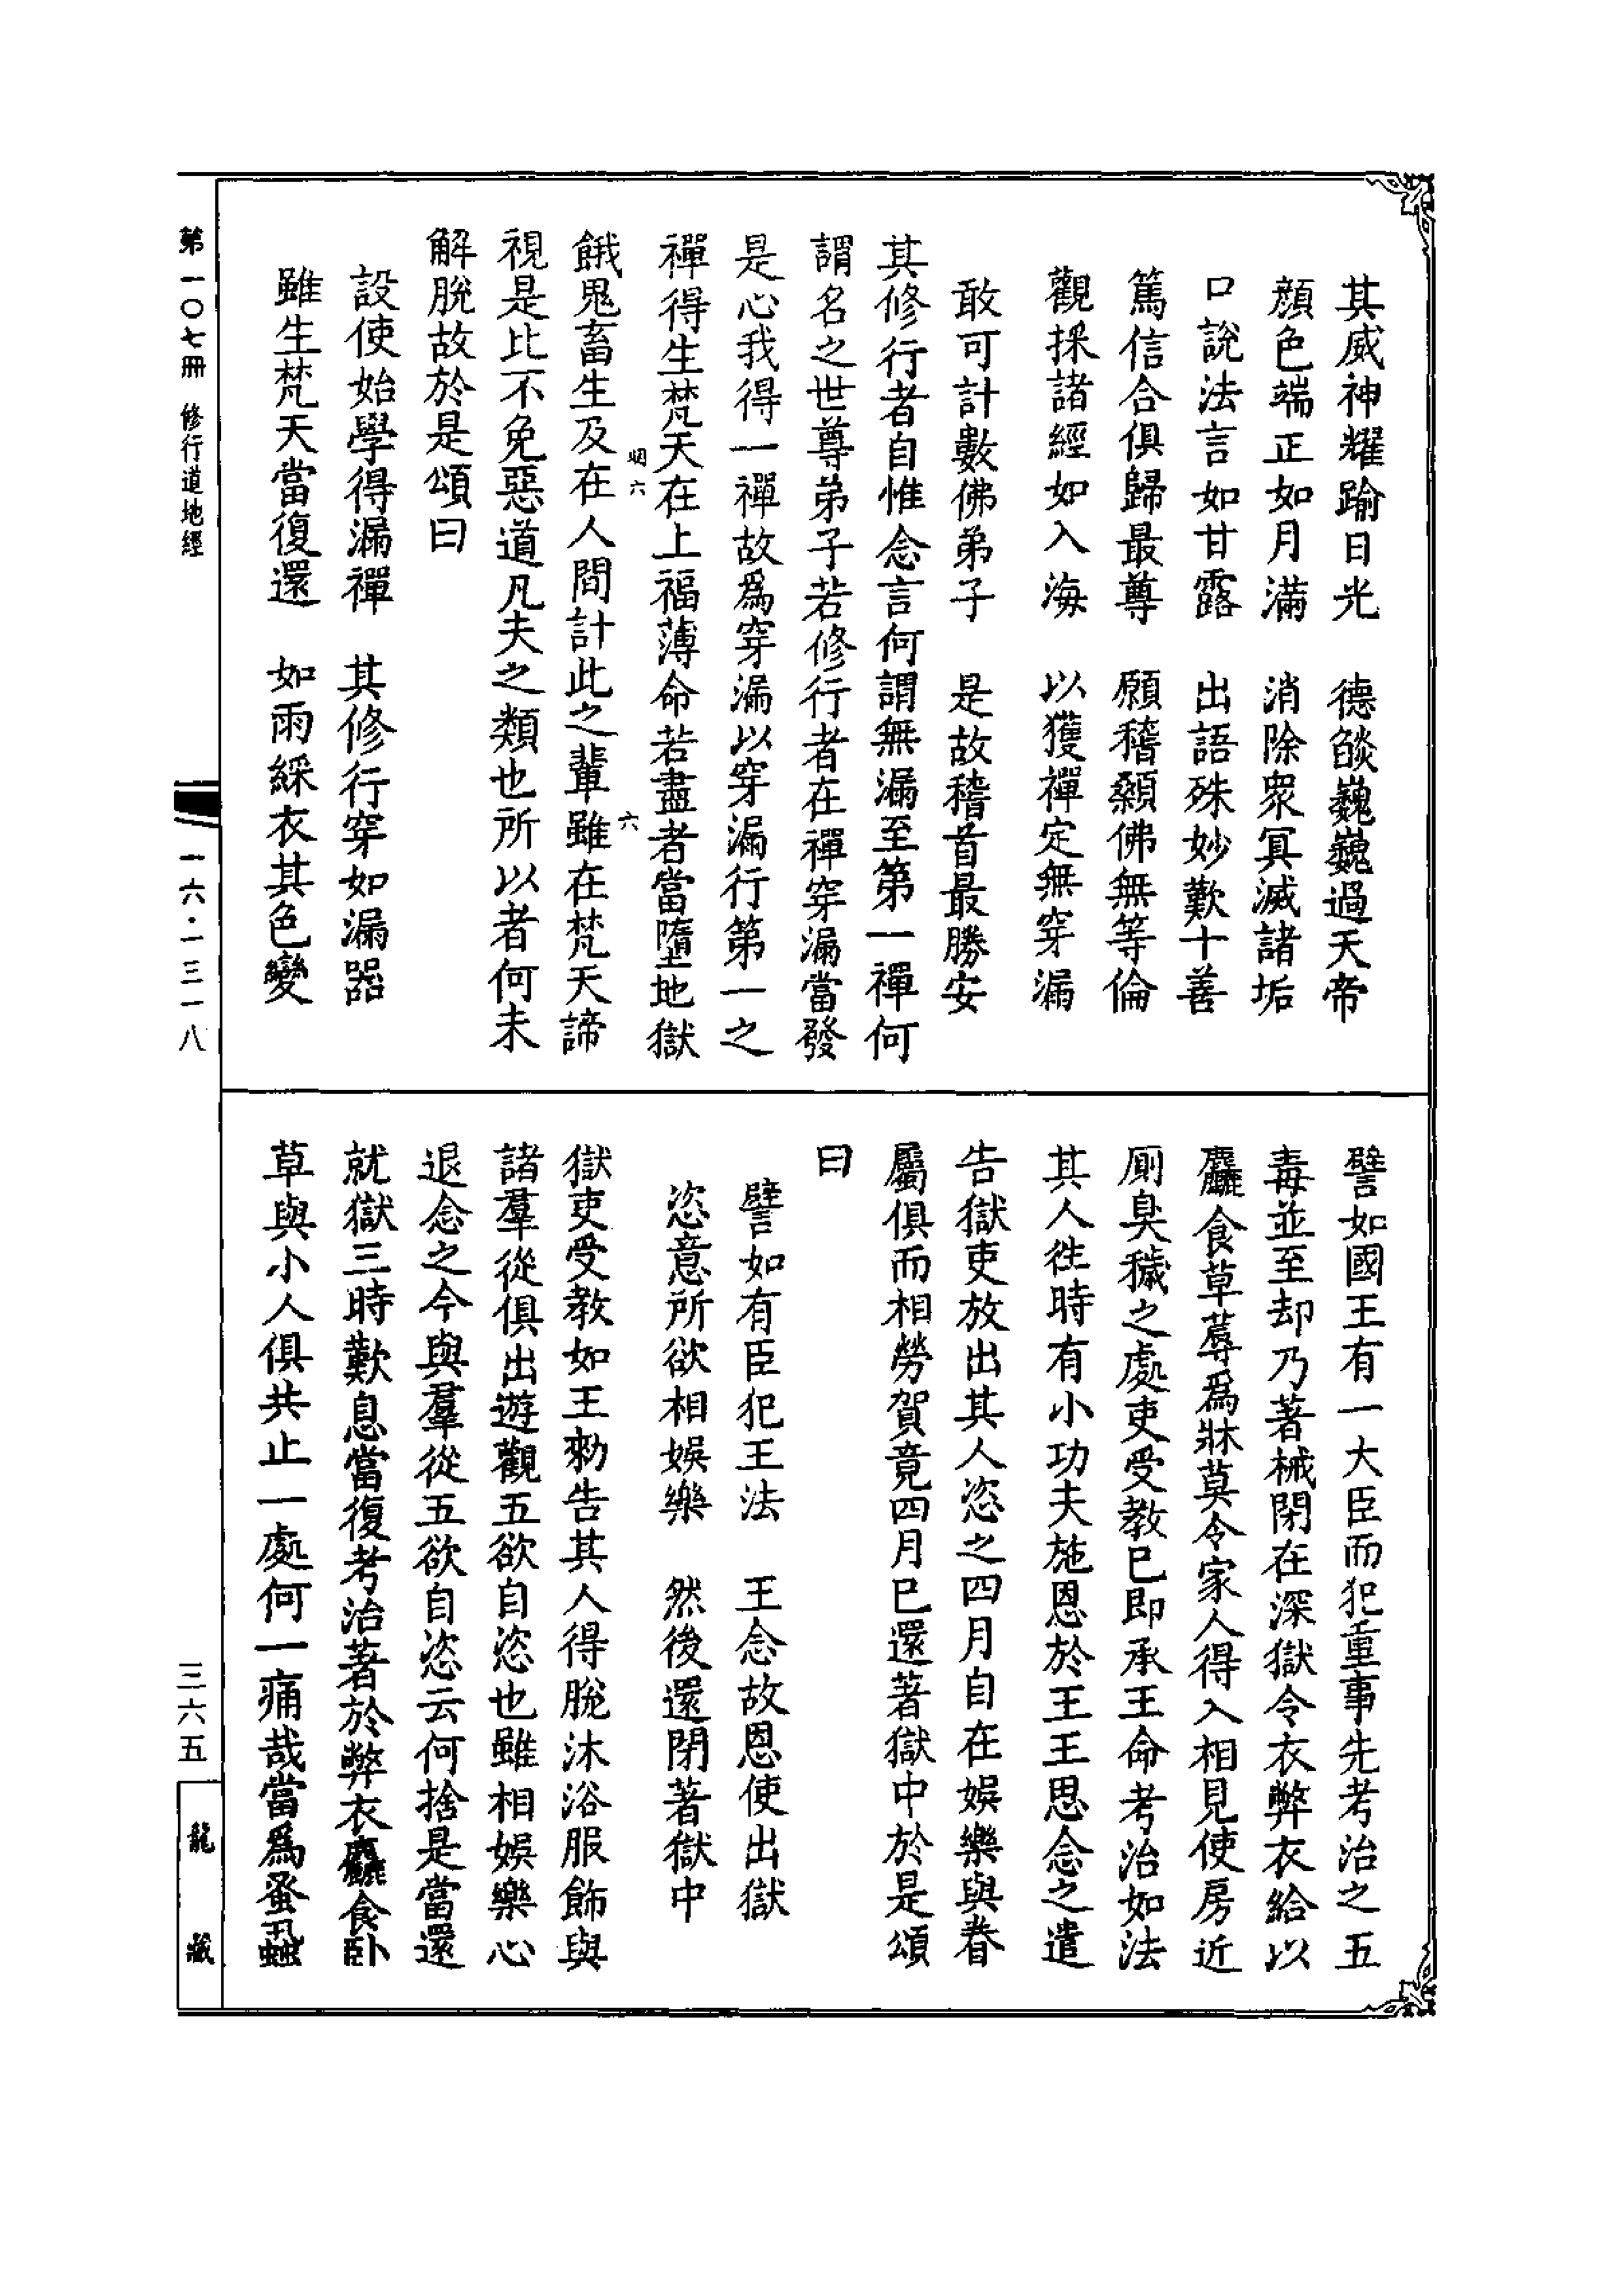 其威神耀踰日光　德燄巍巍過天帝
顏色端正如月滿　消除衆冥滅諸垢
口說法言如甘露　出語殊妙歎十善
篤信合俱歸最尊　願稽顙佛無等倫
觀採諸經如入海　以獲禪定無穿漏
敢可計數佛弟子　是故稽首最勝安
其修行者自惟念言何謂無漏至第一禪何
謂名之世尊弟子若修行者在禪穿漏當發
是心我得一禪故爲穿漏以穿漏行第一之
禪得生梵天在上福薄命若盡者當墮地獄
餓鬼畜生及在人間計此之輩雖在梵天諦
視是比不免惡道凡夫之類也所以者何未
解脫故於是頌曰
設使始學得漏禪　其修行穿如漏器
雖生梵天當復還　如雨綵衣其色變
譬如國王有一大臣而犯重事先考治之五
毒並至却乃著械閉在深獄令衣弊衣給以
麤食草蓐爲牀莫令家人得入相見使房近
廁臭穢之處吏受教已即承王命考治如法
其人往時有小功夫施恩於王王思念之遣
告獄吏放出其人恣之四月自在娛樂與眷
屬俱而相勞賀竟四月已還著獄中於是頌
曰
譬如有臣犯王法　王念故恩使出獄
恣意所欲相娛樂　然後還閉著獄中
獄吏受教如王勅告其人得脫沐浴服飾與
諸羣從俱出遊觀五欲自恣也雖相娛樂心
退念之今與羣從五欲自恣云何捨是當還
就獄三時歎息當復考治著於弊衣麤食卧
草與小人俱共止一處何一痛哉當爲蚤蝨
第一〇七冊　修行道地經
一六·一三一八
三六五
龍藏
六